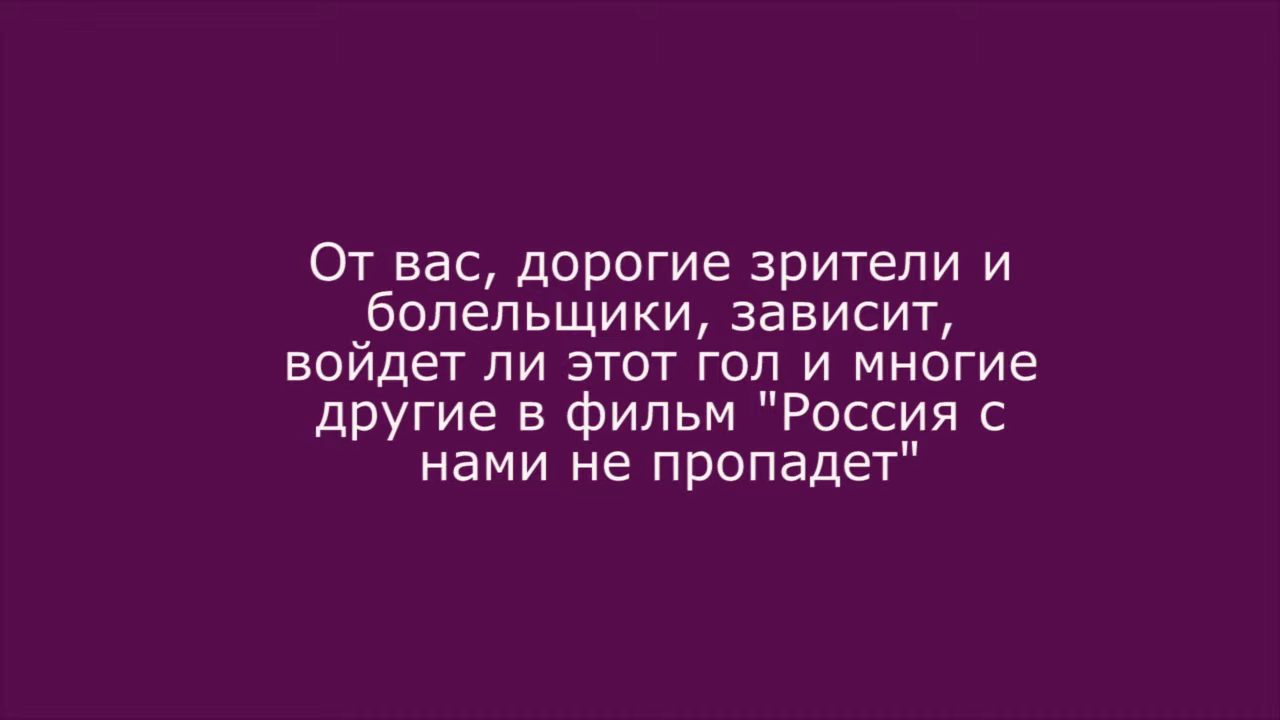 От вас, дорогие зрители и
болельщики, зависит,
войдет ли этот гол и многие
другие в фильм "Россия с
нами не пропадет"